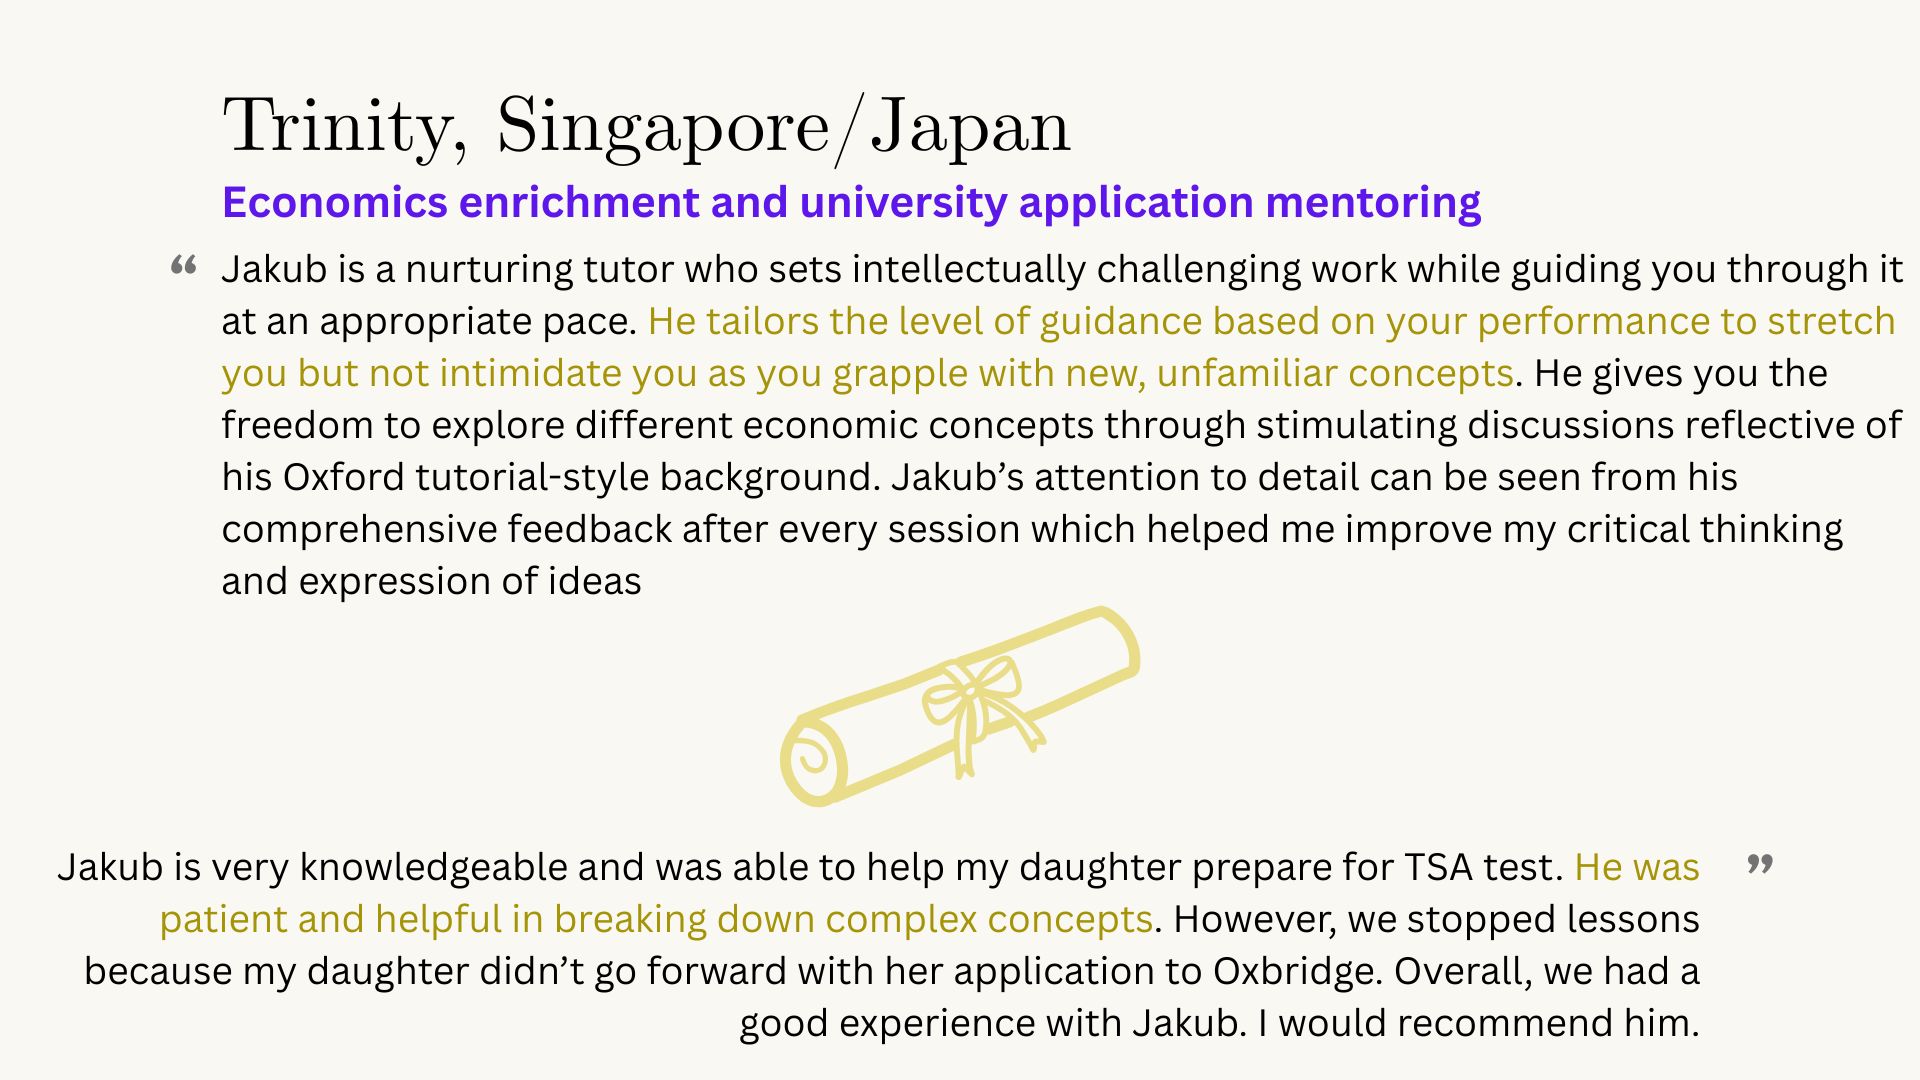 Trinity, Singapore/Japan
Economics enrichment and university application mentoring
“ Jakub is a nurturing tutor who sets intellectually challenging work while guiding you through it
at an appropriate pace. He tailors the level of guidance based on your performance to stretch
you but not intimidate you as you grapple with new, unfamiliar concepts. He gives you the
freedom to explore different economic concepts through stimulating discussions reflective of
his Oxford tutorial-style background. Jakub’s attention to detail can be seen from his
comprehensive feedback after every session which helped me improve my critical thinking
and expression of ideas
Jakub is very knowledgeable and was able to help my daughter prepare for TSA test. He was ”
patient and helpful in breaking down complex concepts. However, we stopped lessons
because my daughter didn’t go forward with her application to Oxbridge. Overall, we had a
good experience with Jakub. I would recommend him.